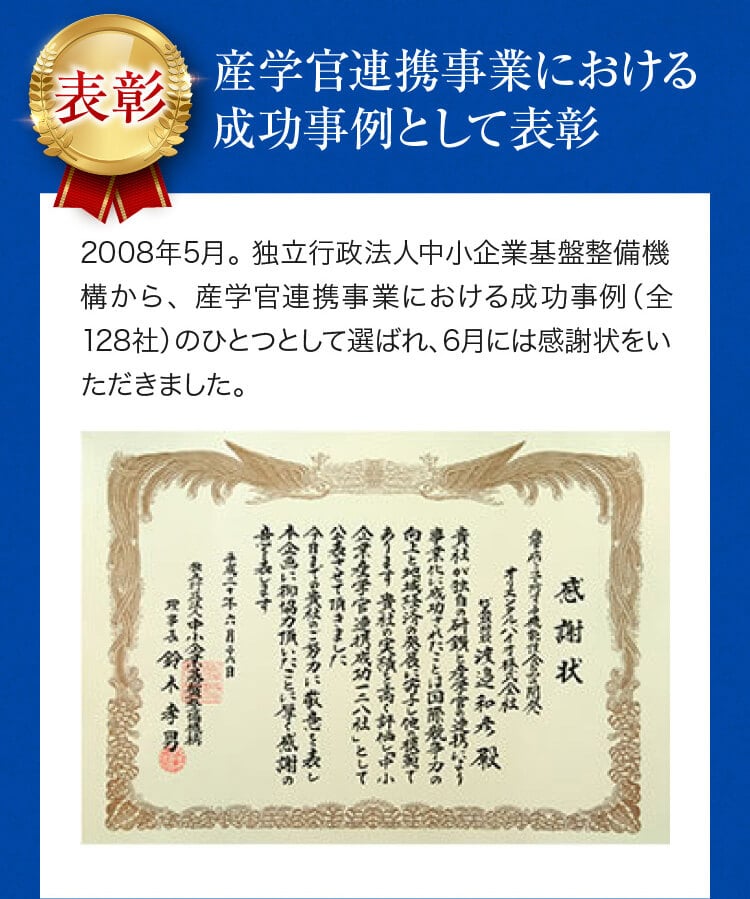 表彰
産学官連携事業における
成功事例として表彰
2008年5月。独立行政法人中小企業基盤整備機
構から、産学官連携事業における成功事例（全
128社）のひとつとして選ばれ、6月には感謝状をい
ただきました。
感謝状
オリエンタルバイオ株式会社
渡邉和彦殿
貴社が独自の研鑽と産学官の連携により
事業化に成功されたことは国際競争力の
向上と地域経済の発展に寄与し他の模範で
あります貴社の実績を高く評価し中小
企業産学官連携成功一二八社」として
公表させて頂きました
今日までの貴社のご努力に敬意を表し
本企画に御協力頂いたことに厚く感謝の
意を表します
平成二十年六月十八日
独立行政法人中小企業基盤整備機構
理事長 鈴木孝男